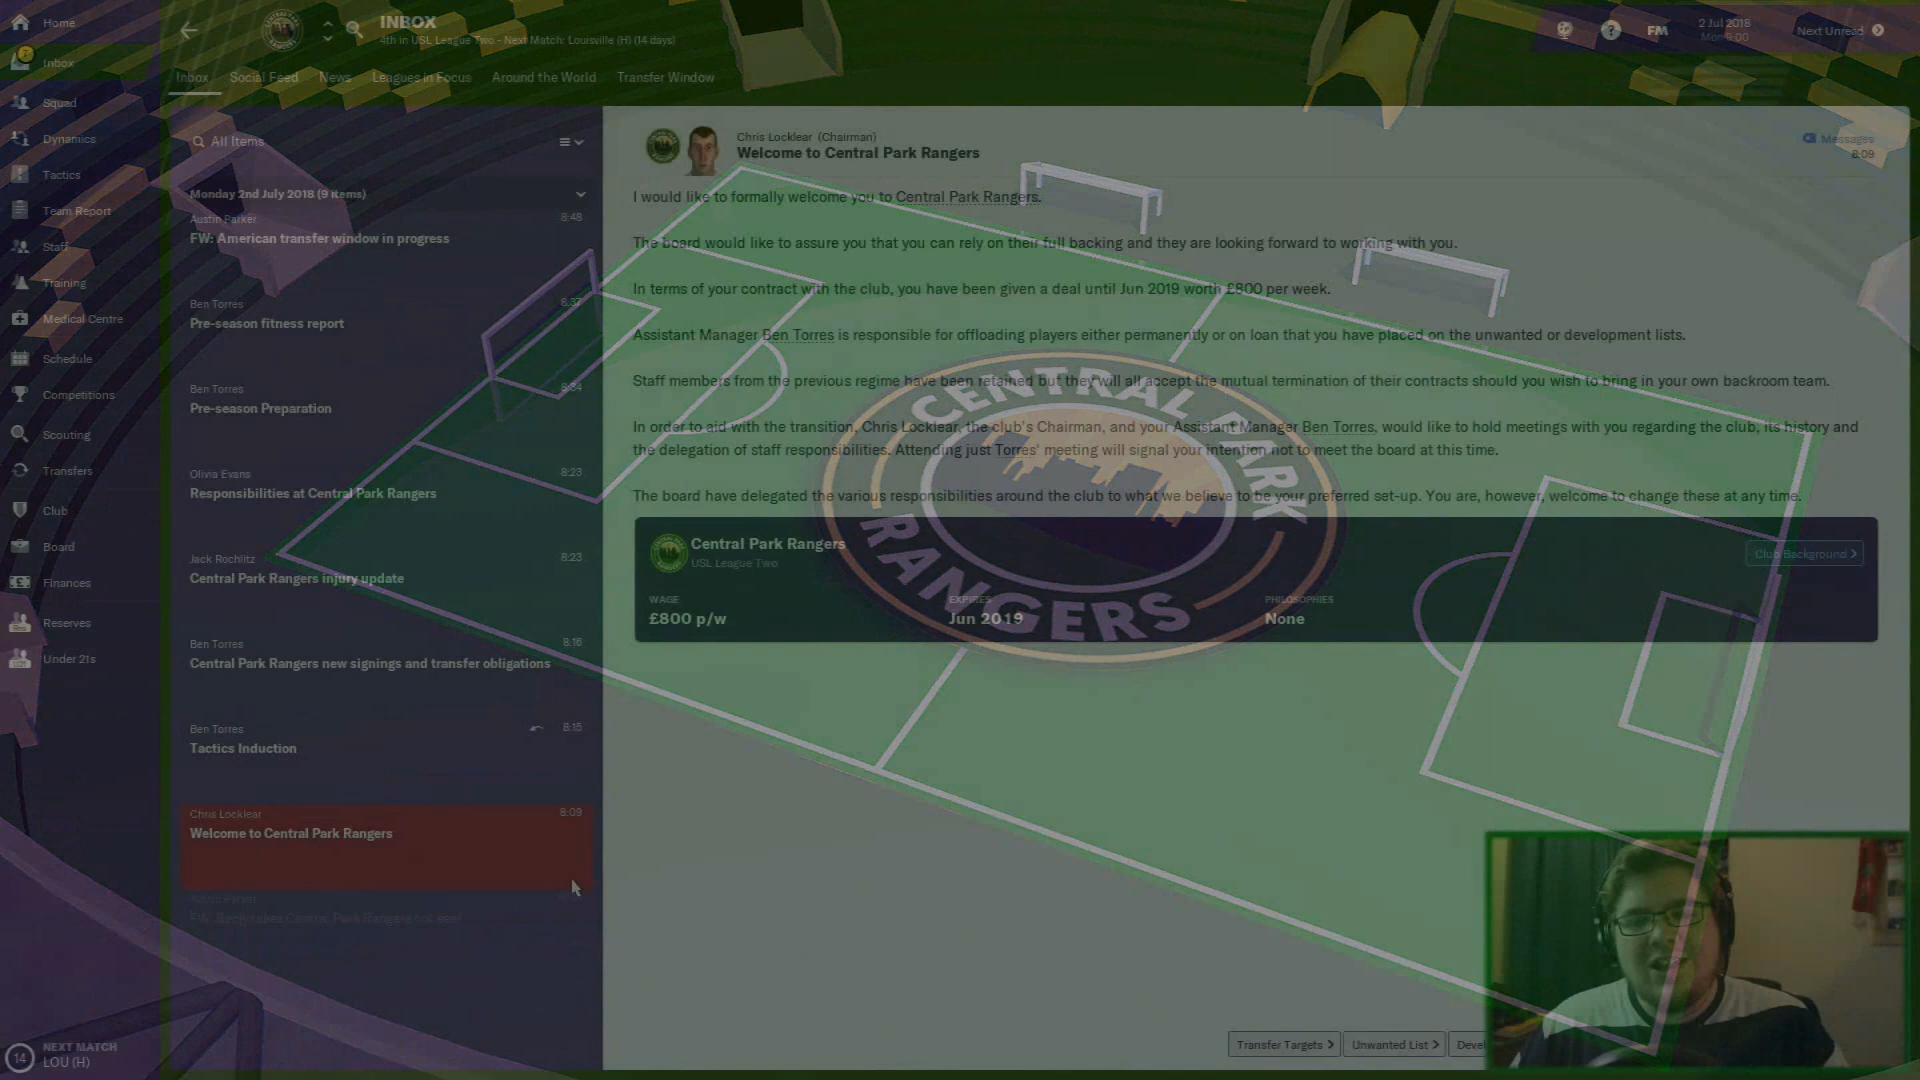 Home
Inbox
Squad
Dynamics
Tactics
Team Report
Staff
Training
Medical Centre
Schedule
Competitions
Scouting
Transfers
Club
Board
Finances
Reserves
Under 21s
14
NEXT MATCH
LOU (H)
INBOX
4th in USL League Two - Next Match: Louisville (H) (14 days)
FM
2 Jul 2018
Mon 9:00
Next Unread
Inbox Social Feed News Leagues in Focus Around the World Transfer Window
All Items
Monday 2nd July 2018 (9 items)
Austin Parker 8:48
FW: American transfer window in progress
Ben Torres 8:37
Pre-season fitness report
Ben Torres 8:34
Pre-season Preparation
Olivia Evans 8:23
Responsibilities at Central Park Rangers
Jack Rochlitz 8:23
Central Park Rangers injury update
Ben Torres 8:16
Central Park Rangers new signings and transfer obligations
Ben Torres 8:15
Tactics Induction
Chris Locklear 8:09
Welcome to Central Park Rangers
Chris Locklear (Chairman)
Welcome to Central Park Rangers
Messages
8:09
I would like to formally welcome you to Central Park Rangers.
The board would like to assure you that you can rely on their full backing and they are looking forward to working with you.
In terms of your contract with the club, you have been given a deal until Jun 2019 worth £800 per week.
Assistant Manager Ben Torres is responsible for offloading players either permanently or on loan that you have placed on the unwanted or development lists.
Staff members from the previous regime have been retained but they will all accept the mutual termination of their contracts should you wish to bring in your own backroom team.
In order to aid with the transition, Chris Locklear, the club's Chairman, and your Assistant Manager Ben Torres, would like to hold meetings with you regarding the club, its history and
the delegation of staff responsibilities. Attending just Torres' meeting will signal your intention not to meet the board at this time.
The board have delegated the various responsibilities around the club to what we believe to be your preferred set-up. You are, however, welcome to change these at any time.
Central Park Rangers
USL League Two
Club Background
WAGE
£800 p/w
EXPIRES
Jun 2019
PHILOSOPHIES
None
CENTRAL PARK
RANGERS
Transfer Targets
Unwanted List
Devel